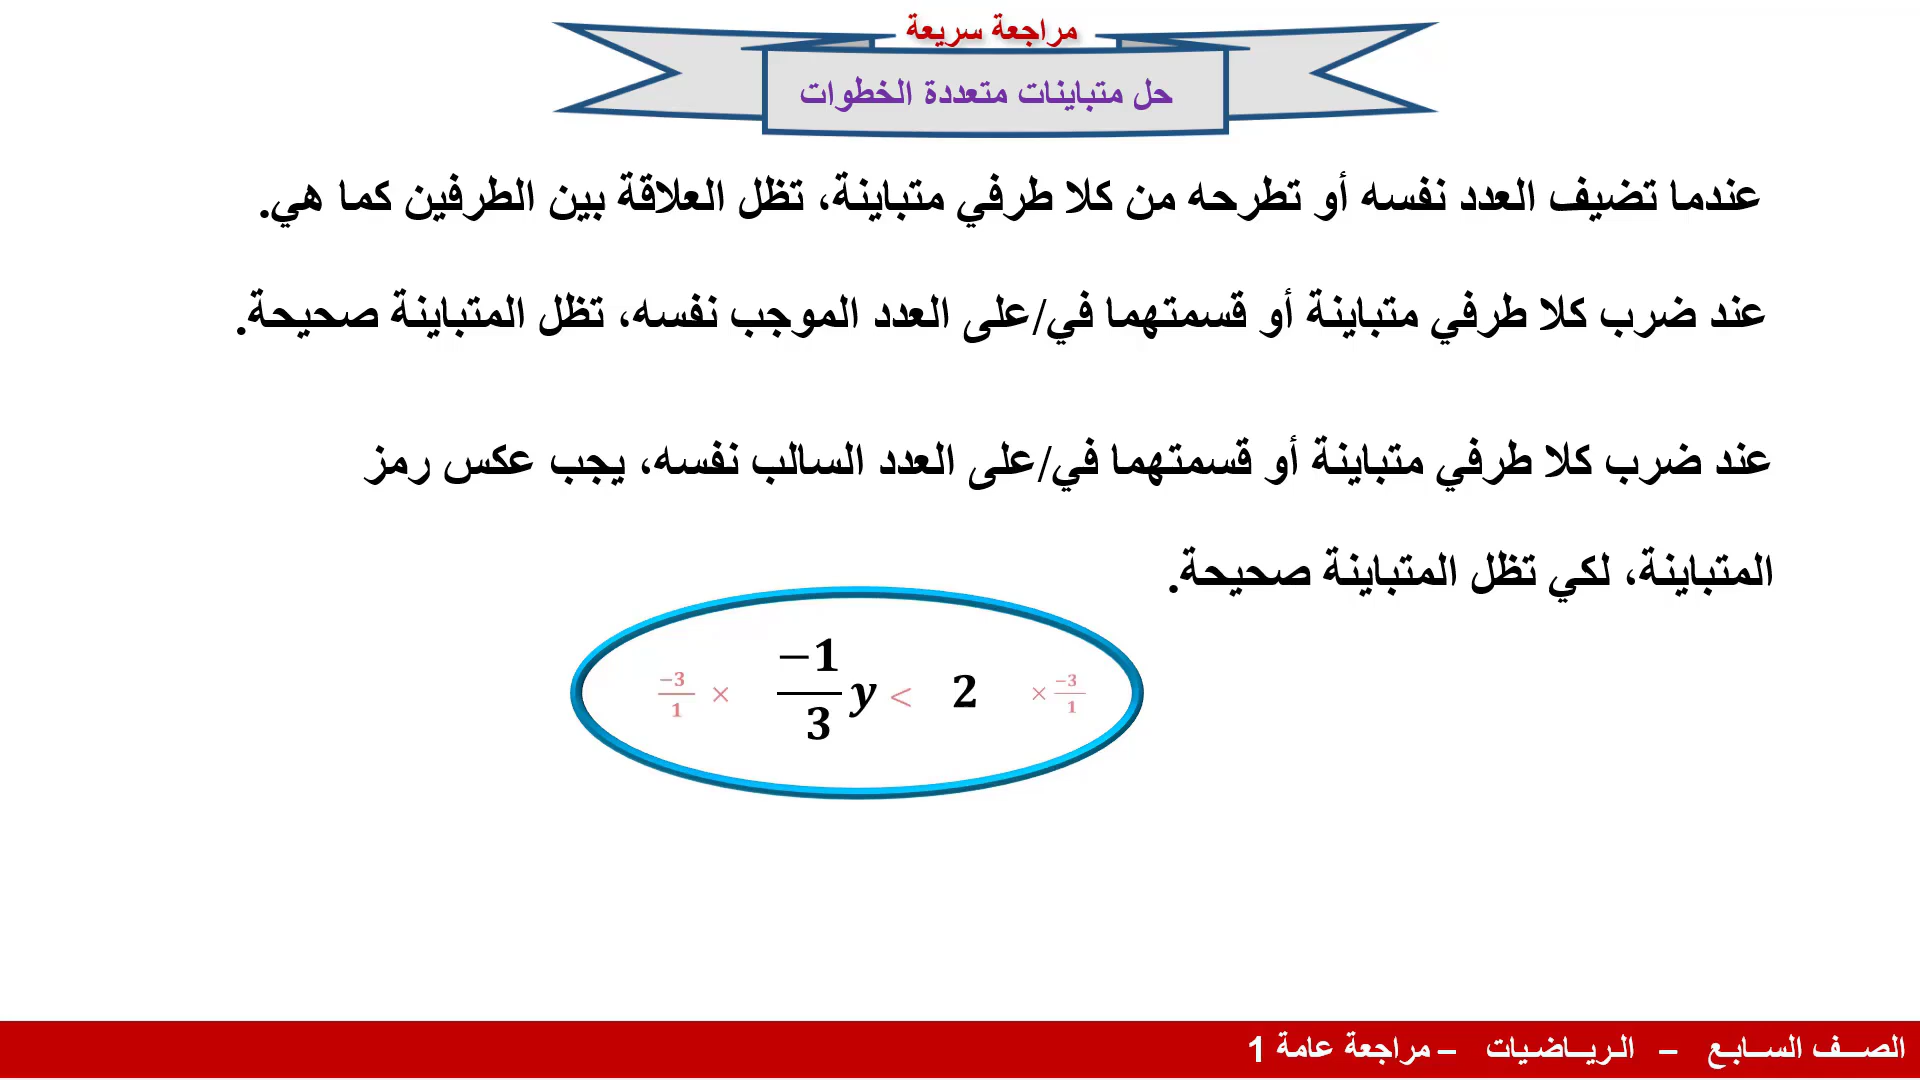 مراجعة سريعة
حل متباينات متعددة الخطوات
عندما تضيف العدد نفسه أو تطرحه من كلا طرفي متباينة، تظل العلاقة بين الطرفين كما هي.
عند ضرب كلا طرفي متباينة أو قسمتهما في/على العدد الموجب نفسه، تظل المتباينة صحيحة.
عند ضرب كلا طرفي متباينة أو قسمتهما في/على العدد السالب نفسه، يجب عكس رمز
المتباينة، لكي تظل المتباينة صحيحة.
−3/1 × −1/3 y < 2 × −3/1
الصـــف الســـابـع – الـريـــاضـيات – مراجعة عامة 1